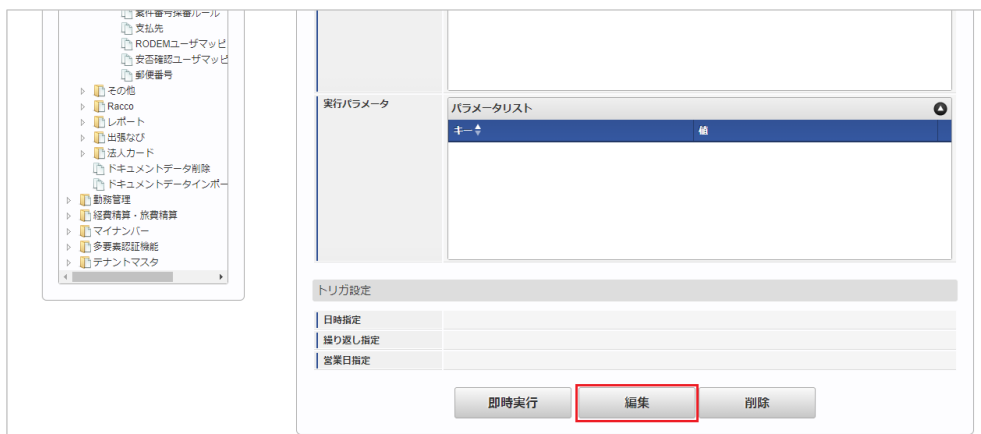 案件番号採番ルール
支払先
RODEMユーザマッピ
安否確認ユーザマッピ
郵便番号
その他
Racco
レポート
出張なび
法人カード
ドキュメントデータ削除
ドキュメントデータインポー
勤務管理
経費精算・旅費精算
マイナンバー
多要素認証機能
テナントマスタ
実行パラメータ
パラメータリスト
キー 値
トリガ設定
日時指定
繰り返し指定
営業日指定
即時実行 編集 削除